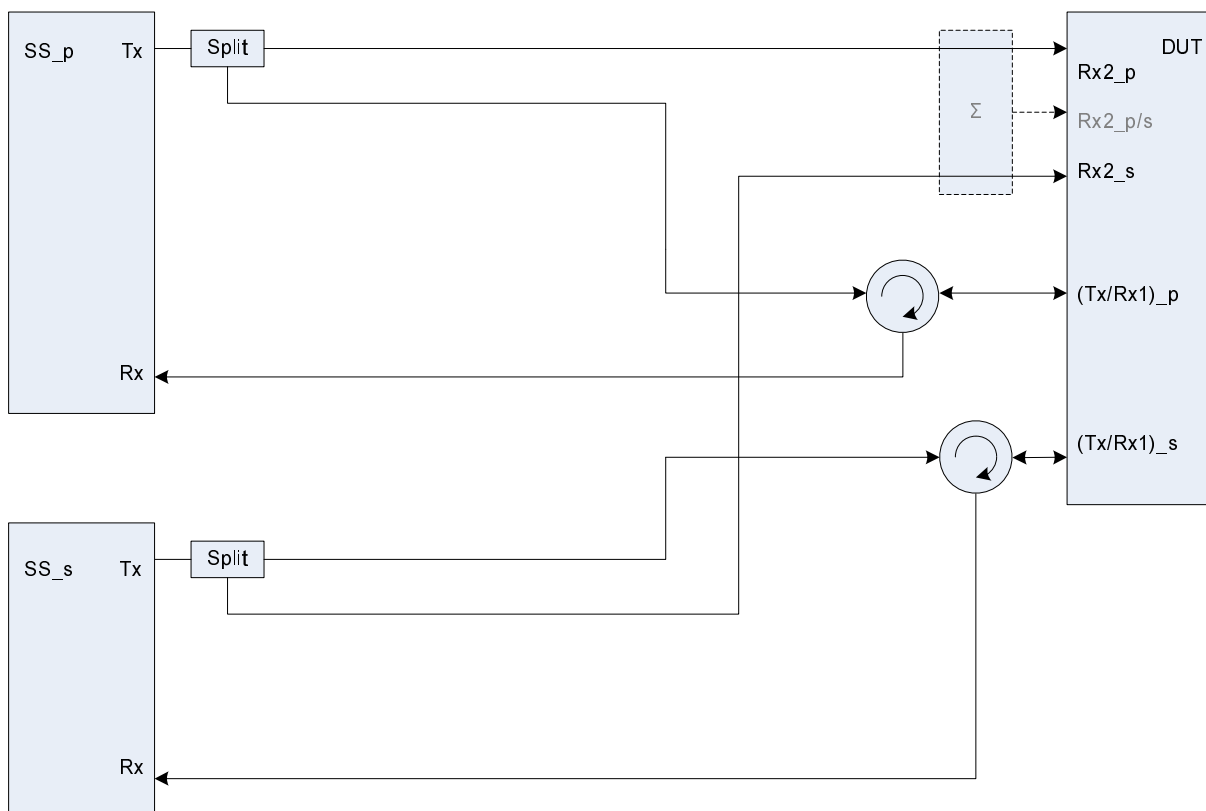 SS_p
Tx
Split
DUT
Rx2_p
Σ
Rx2_p/s
Rx2_s
(Tx/Rx1)_p
Rx
(Tx/Rx1)_s
SS_s
Tx
Split
Rx